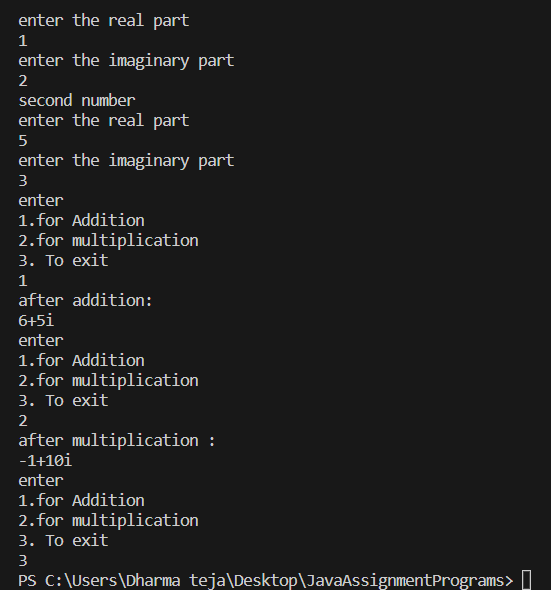 enter the real part
1
enter the imaginary part
2
second number
enter the real part
5
enter the imaginary part
3
enter
1.for Addition
2.for multiplication
3. To exit
1
after addition:
6+5i
enter
1.for Addition
2.for multiplication
3. To exit
2
after multiplication :
-1+10i
enter
1.for Addition
2.for multiplication
3. To exit
3
PS C:\Users\Dharma teja\Desktop\JavaAssignmentPrograms>